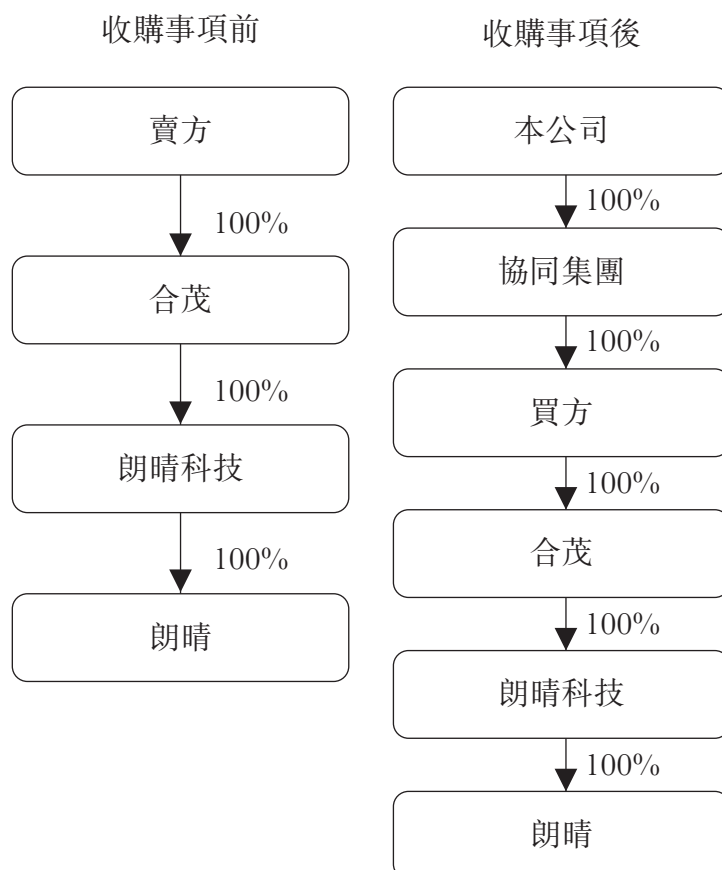 收購事項前
賣方
100%
合茂
100%
朗晴科技
100%
朗晴
收購事項後
本公司
100%
協同集團
100%
買方
100%
合茂
100%
朗晴科技
100%
朗晴